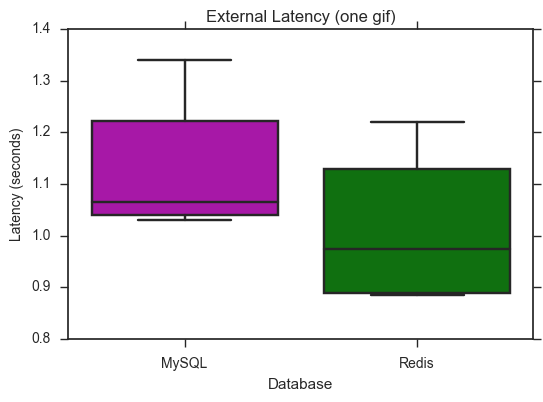 External Latency (one gif)
1.4
1.3
1.2
1.1
1.0
0.9
0.8
Latency (seconds)
MySQL
Redis
Database